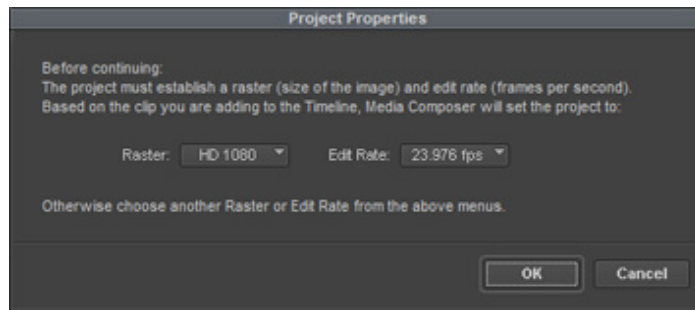 Project Properties
Before continuing:
The project must establish a raster (size of the image) and edit rate (frames per second).
Based on the clip you are adding to the Timeline, Media Composer will set the project to:
Raster: HD 1080 Edit Rate: 23.976 fps
Otherwise choose another Raster or Edit Rate from the above menus.
OK Cancel